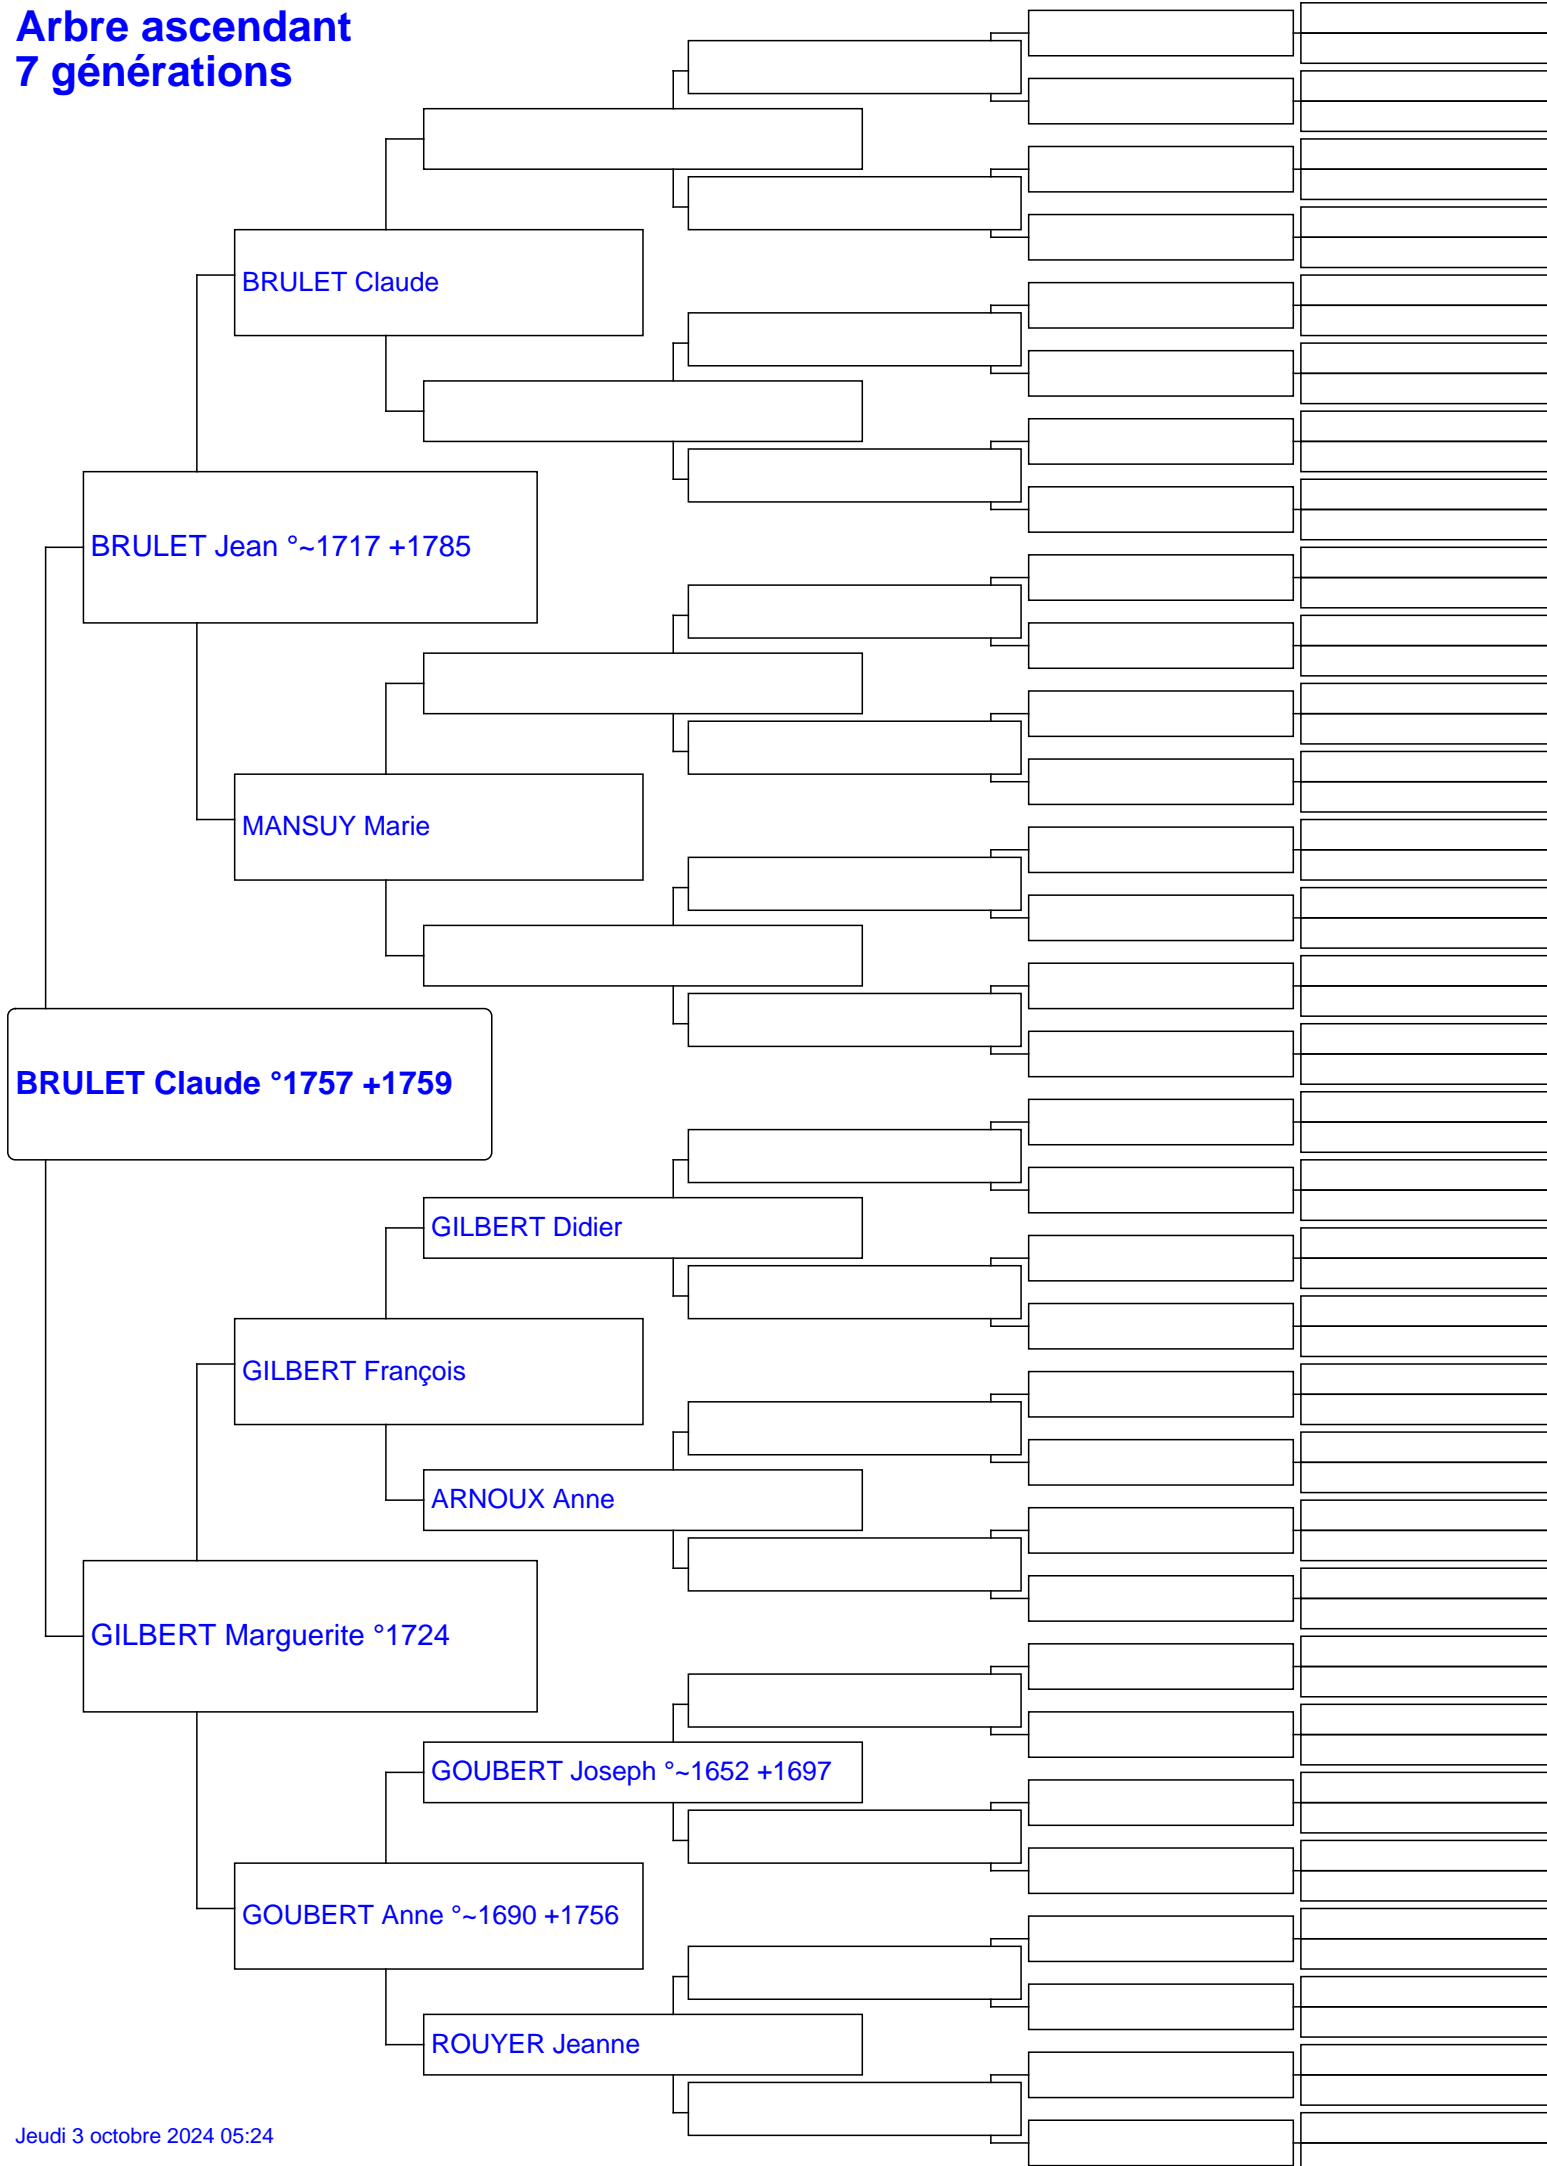 Arbre ascendant
7 générations
BRULET Claude
BRULET Jean °~1717 +1785
MANSUY Marie
BRULET Claude °1757 +1759
GILBERT Didier
GILBERT François
ARNOUX Anne
GILBERT Marguerite °1724
GOUBERT Joseph °~1652 +1697
GOUBERT Anne °~1690 +1756
ROUYER Jeanne
Jeudi 3 octobre 2024 05:24